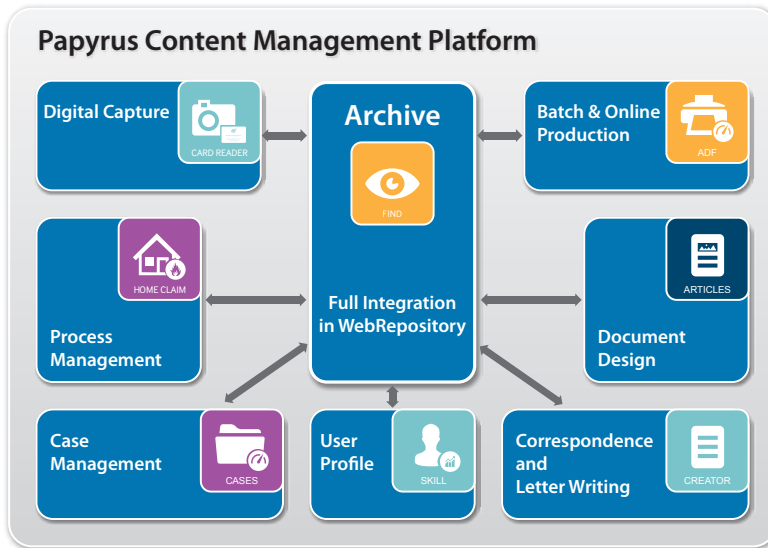 Papyrus Content Management Platform
Digital Capture
CARD READER
Archive
FIND
Full Integration
in WebRepository
Batch & Online
Production
ADF
HOME CLAIM
Process
Management
ARTICLES
Document
Design
Case
Management
CASES
User
Profile
SKILL
Correspondence
and
Letter Writing
CREATOR